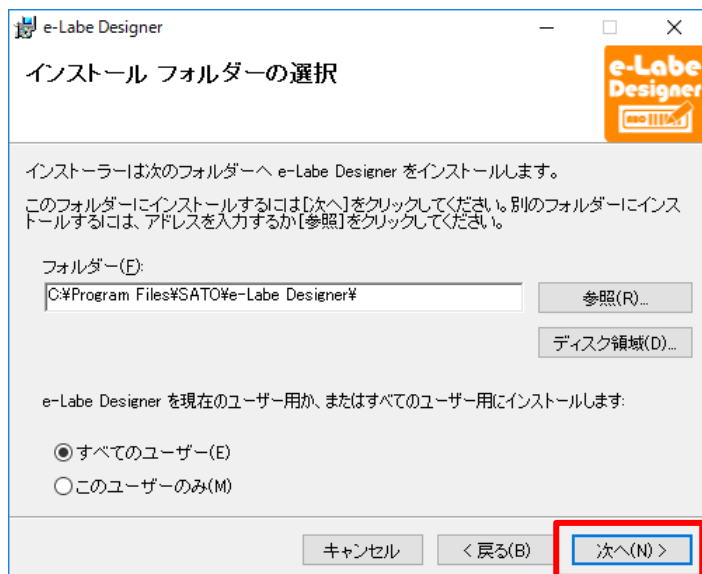 e-Labe Designer
インストール フォルダーの選択
e-Labe
Designer
ABC
インストーラーは次のフォルダーへ e-Labe Designer をインストールします。
このフォルダーにインストールするには[次へ]をクリックしてください。別のフォルダーにインス
トールするには、アドレスを入力するか[参照]をクリックしてください。
フォルダー(F):
C:¥Program Files¥SATO¥e-Labe Designer¥
参照(R)...
ディスク領域(D)...
e-Labe Designer を現在のユーザー用か、またはすべてのユーザー用にインストールします:
すべてのユーザー(E)
このユーザーのみ(M)
キャンセル
< 戻る(B)
次へ(N) >